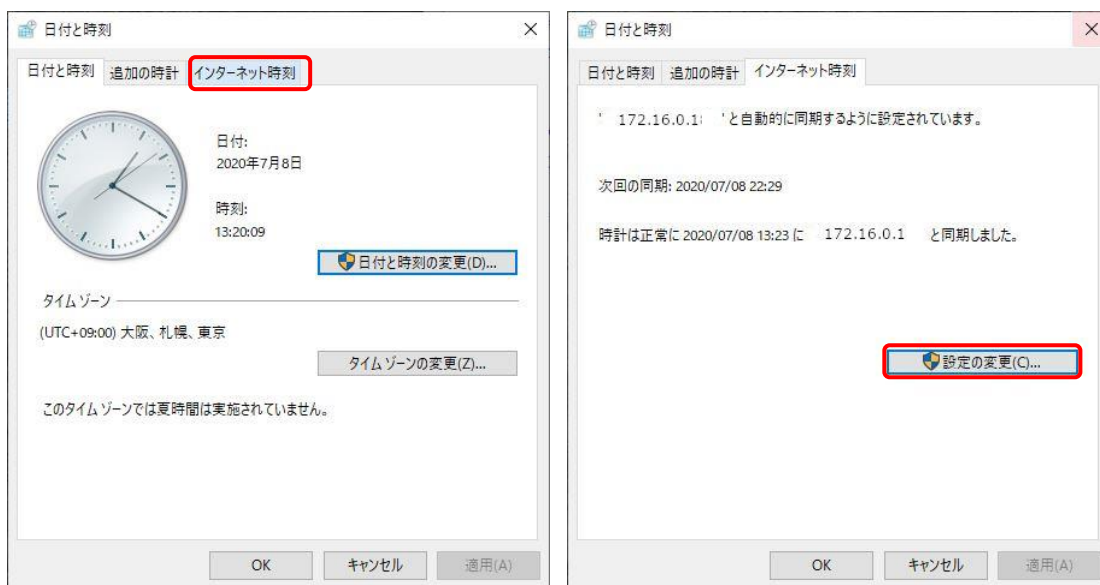 日付と時刻
日付と時刻 追加の時計 インターネット時刻
日付:
2020年7月8日
時刻:
13:20:09
日付と時刻の変更(D)...
タイム ゾーン
(UTC+09:00) 大阪、札幌、東京
タイム ゾーンの変更(Z)...
このタイム ゾーンでは夏時間は実施されていません。
OK キャンセル 適用(A)
日付と時刻
日付と時刻 追加の時計 インターネット時刻
' 172.16.0.1 'と自動的に同期するように設定されています。
次回の同期: 2020/07/08 22:29
時計は正常に 2020/07/08 13:23 に 172.16.0.1 と同期しました。
設定の変更(C)...
OK キャンセル 適用(A)